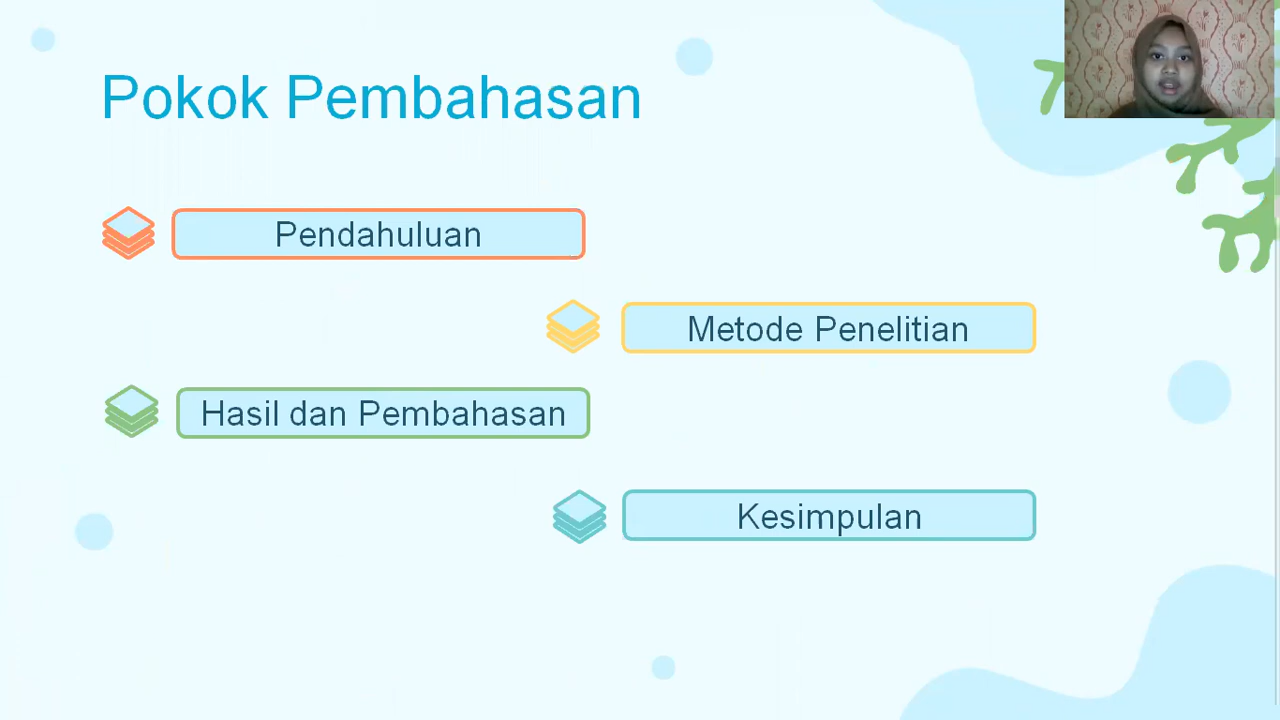 Pokok Pembahasan
Pendahuluan
Metode Penelitian
Hasil dan Pembahasan
Kesimpulan